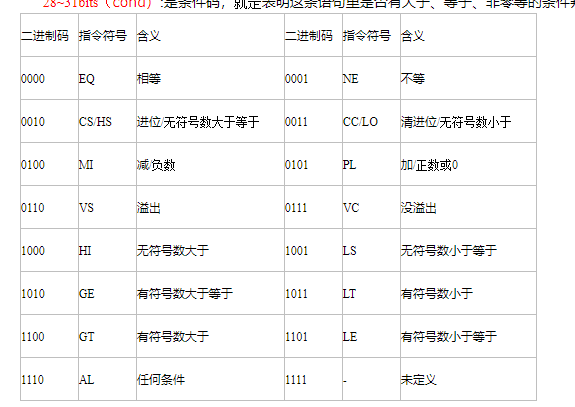 28~31bits（cond）:是条件码，就是表明这条语句里是否有大于、等于、非零等的条件
二进制码 指令符号 含义 二进制码 指令符号 含义
0000 EQ 相等 0001 NE 不等
0010 CS/HS 进位/无符号数大于等于 0011 CC/LO 清进位/无符号数小于
0100 MI 减/负数 0101 PL 加/正数或0
0110 VS 溢出 0111 VC 没溢出
1000 HI 无符号数大于 1001 LS 无符号数小于等于
1010 GE 有符号数大于等于 1011 LT 有符号数小于
1100 GT 有符号数大于 1101 LE 有符号数小于等于
1110 AL 任何条件 1111 - 未定义